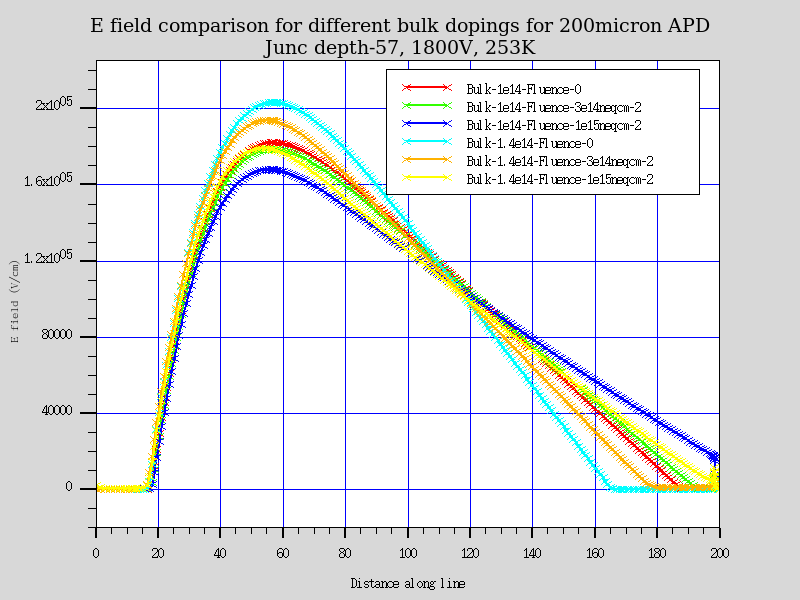 E field comparison for different bulk dopings for 200micron APD
Junc depth-57, 1800V, 253K
Bulk-1e14-Fluence-0
Bulk-1e14-Fluence-3e14neqcm-2
Bulk-1e14-Fluence-1e15neqcm-2
Bulk-1.4e14-Fluence-0
Bulk-1.4e14-Fluence-3e14neqcm-2
Bulk-1.4e14-Fluence-1e15neqcm-2
2x10^05
1.6x10^05
1.2x10^05
80000
40000
0
E field (V/cm)
0 20 40 60 80 100 120 140 160 180 200
Distance along line